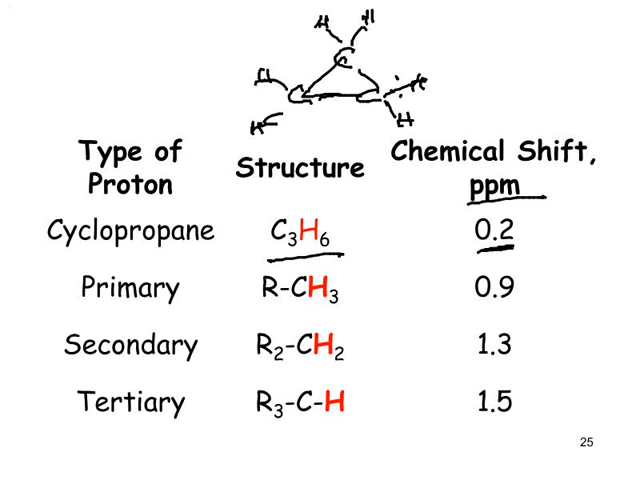 H H
C
C C H
H H
Type of Proton Structure Chemical Shift, ppm
Cyclopropane C₃H₆ 0.2
Primary R-CH₃ 0.9
Secondary R₂-CH₂ 1.3
Tertiary R₃-C-H 1.5
25